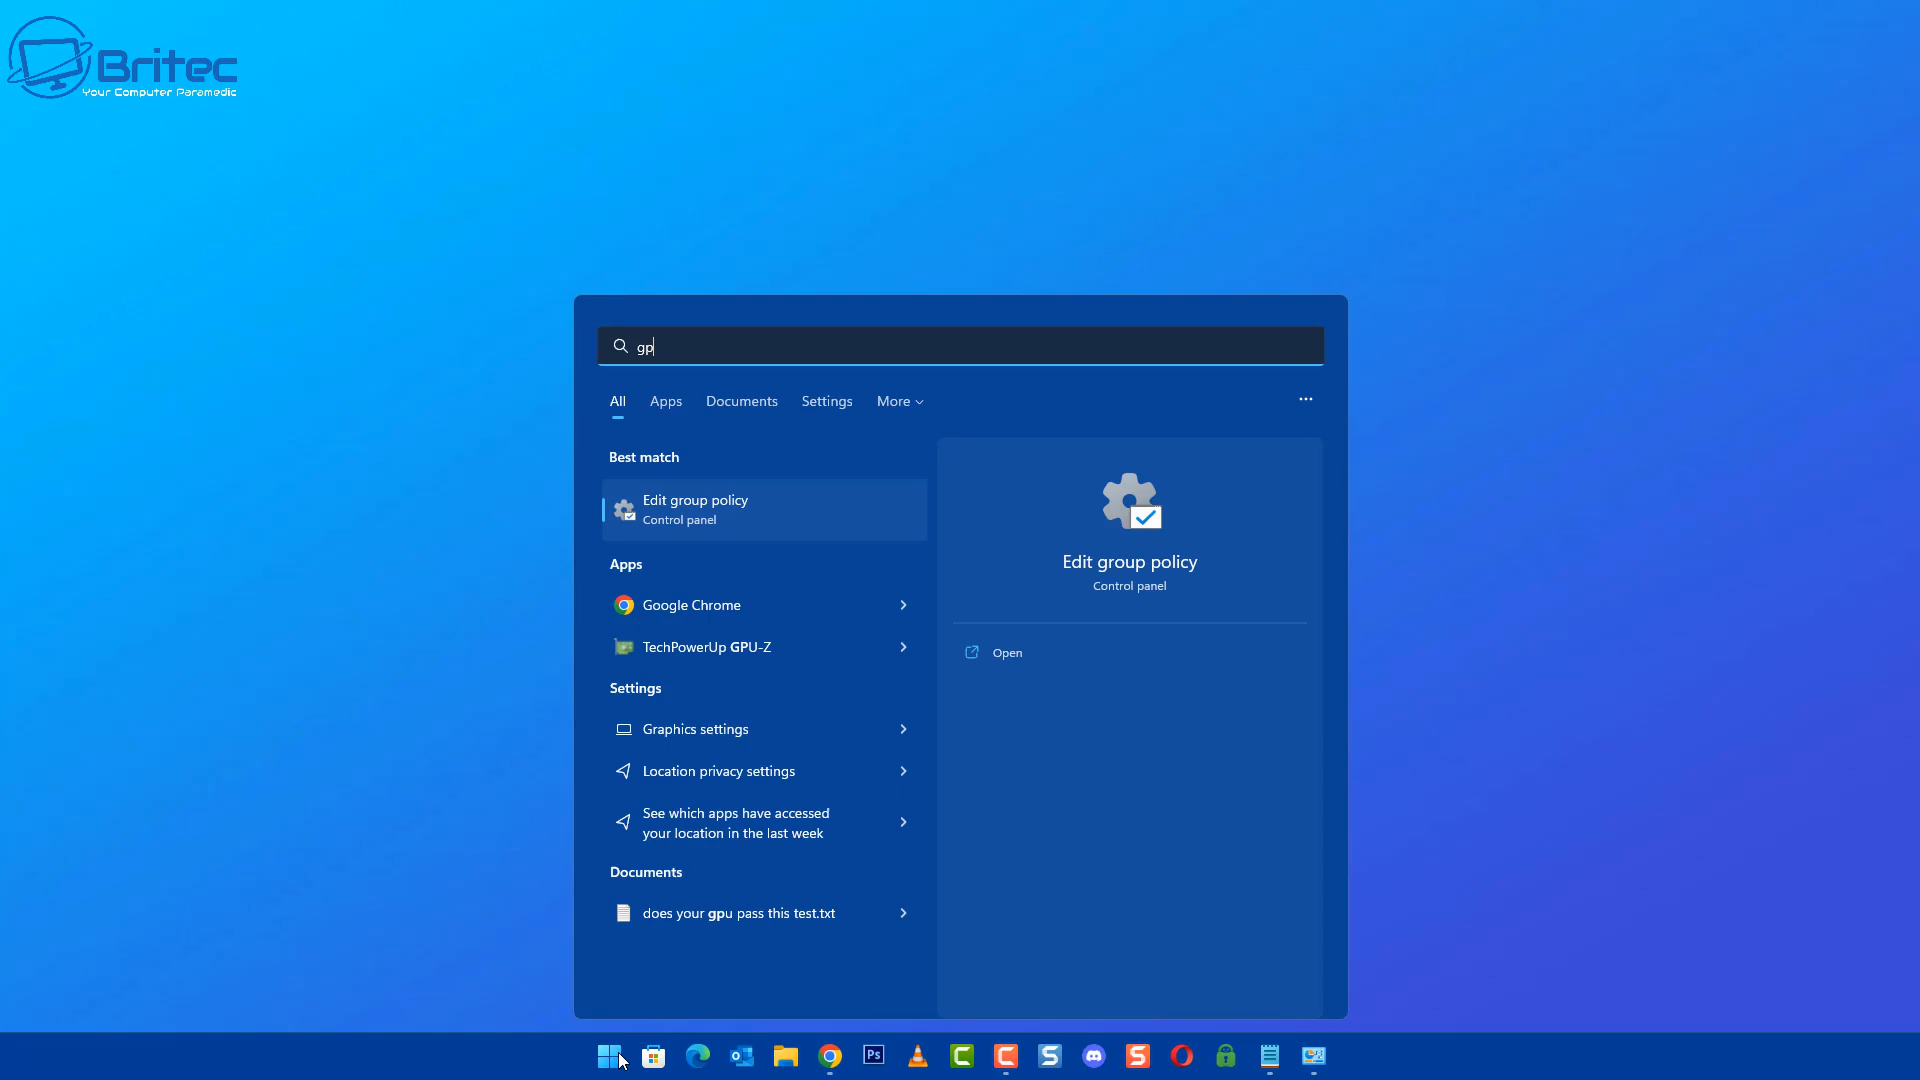 Britec
Your Computer Paramedic
gp
All
Apps
Documents
Settings
More
Best match
Edit group policy
Control panel
Apps
Google Chrome
TechPowerUp GPU-Z
Settings
Graphics settings
Location privacy settings
See which apps have accessed
your location in the last week
Documents
does your gpu pass this test.txt
Edit group policy
Control panel
Open
Ps